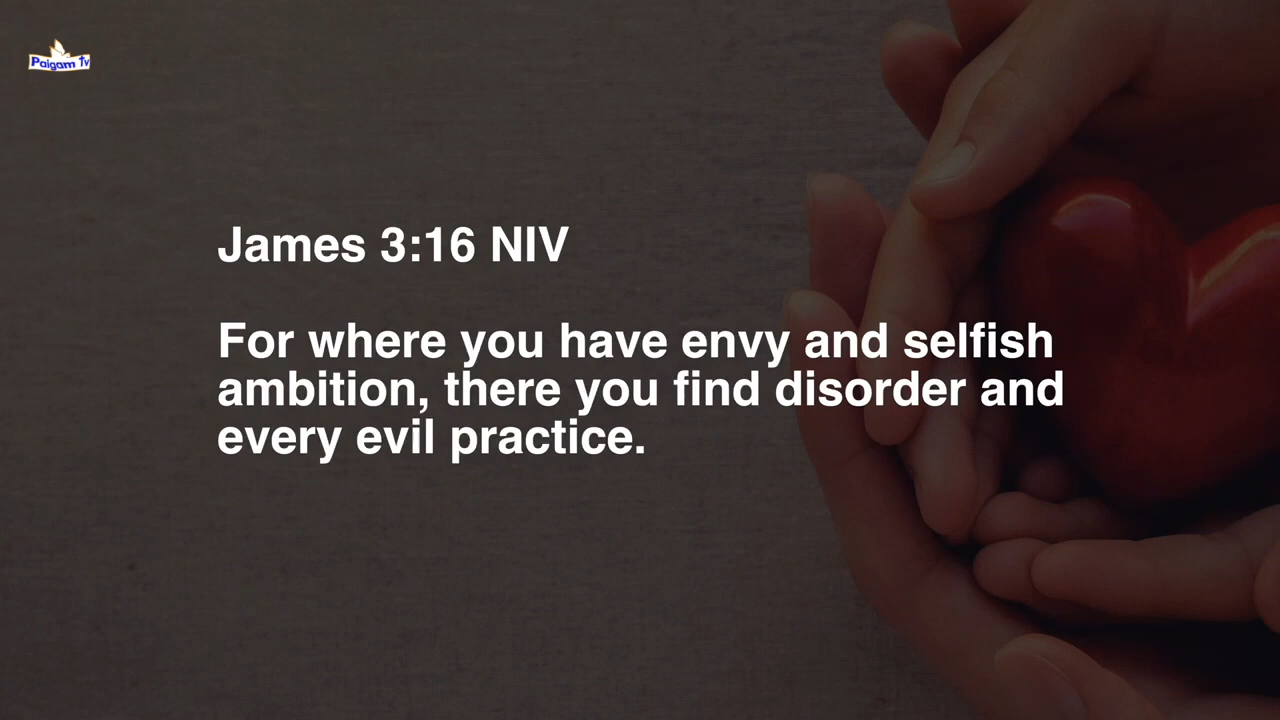 Paigam Tv
James 3:16 NIV
For where you have envy and selfish
ambition, there you find disorder and
every evil practice.